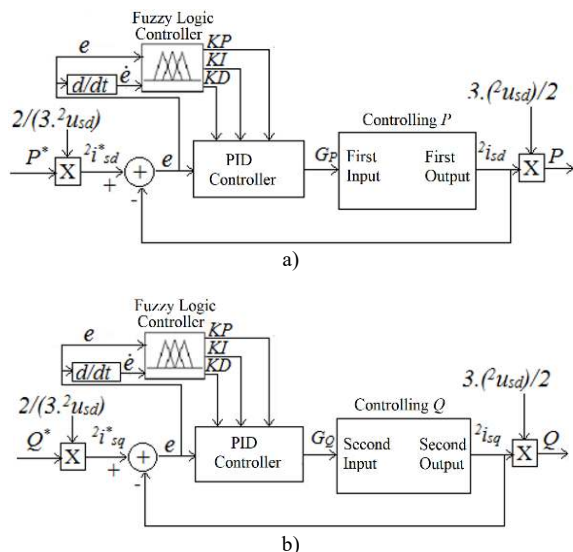 Fuzzy Logic
Controller
KP
KI
KD
e
d/dt
ė
2/(3.²usd)
P*
X
²i*sd
+
+
-
e
PID
Controller
GP
Controlling P
First
Input
First
Output
²isd
3.(²usd)/2
X
P
a)
Fuzzy Logic
Controller
KP
KI
KD
e
d/dt
ė
2/(3.²usd)
Q*
X
²i*sq
+
+
-
e
PID
Controller
GQ
Controlling Q
Second
Input
Second
Output
²isq
3.(²usd)/2
X
Q
b)